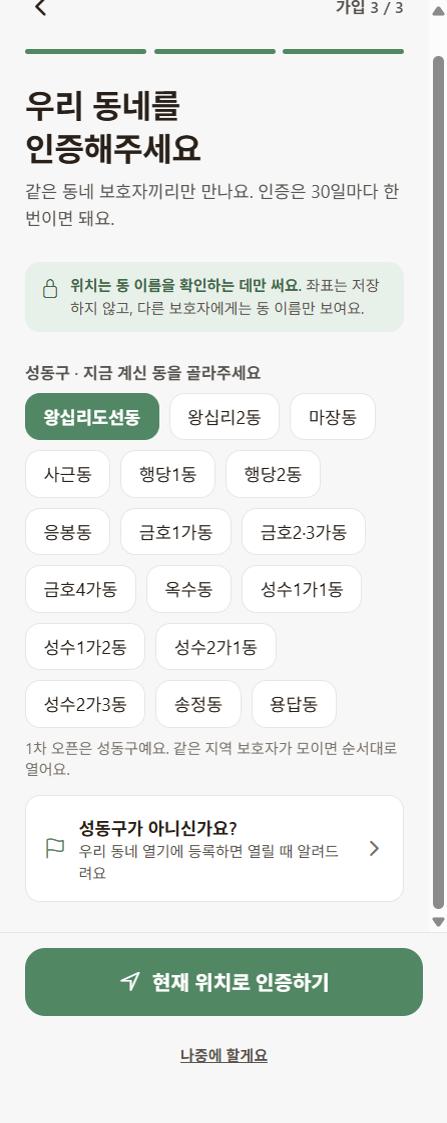 가입 3 / 3
우리 동네를
인증해주세요
같은 동네 보호자끼리만 만나요. 인증은 30일마다 한
번이면 돼요.
위치는 동 이름을 확인하는 데만 써요. 좌표는 저장
하지 않고, 다른 보호자에게는 동 이름만 보여요.
성동구 · 지금 계신 동을 골라주세요
왕십리도선동 왕십리2동 마장동
사근동 행당1동 행당2동
응봉동 금호1가동 금호2·3가동
금호4가동 옥수동 성수1가1동
성수1가2동 성수2가1동
성수2가3동 송정동 용답동
1차 오픈은 성동구예요. 같은 지역 보호자가 모이면 순서대로
열어요.
성동구가 아니신가요?
우리 동네 열기에 등록하면 열릴 때 알려드
려요
현재 위치로 인증하기
나중에 할게요